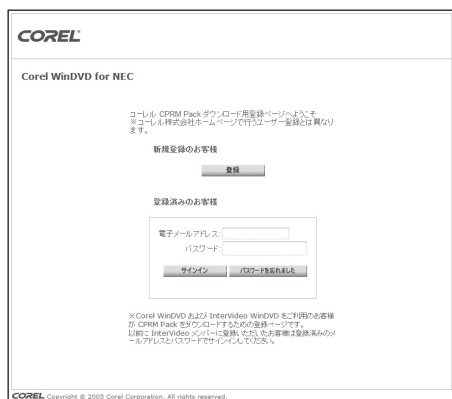 COREL
Corel WinDVD for NEC
コーレル CPRM Pack ダウンロード用登録ページへようこそ
※コーレル株式会社ホームページで行うユーザー登録とは異なり
ます。
新規登録のお客様
登録
登録済みのお客様
電子メールアドレス:
パスワード:
サインイン パスワードを忘れました
※Corel WinDVD および InterVideo WinDVD をご利用のお客様
が CPRM Pack をダウンロードするための登録ページです。
以前に InterVideo メンバーに登録いただいたお客様は登録済みのメ
ールアドレスとパスワードでサインインしてください。
COREL Copyright © 2005 Corel Corporation. All rights reserved.